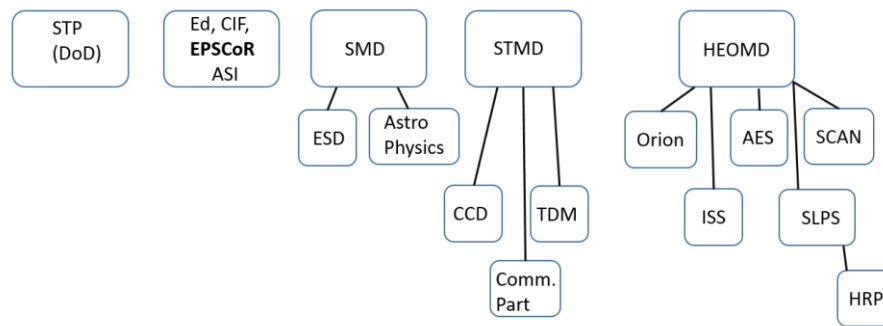 STP
(DoD)
Ed, CIF,
EPSCoR
ASI
SMD
STMD
HEOMD
ESD
Astro
Physics
Orion
AES
SCAN
CCD
TDM
ISS
SLPS
Comm.
Part
HRP